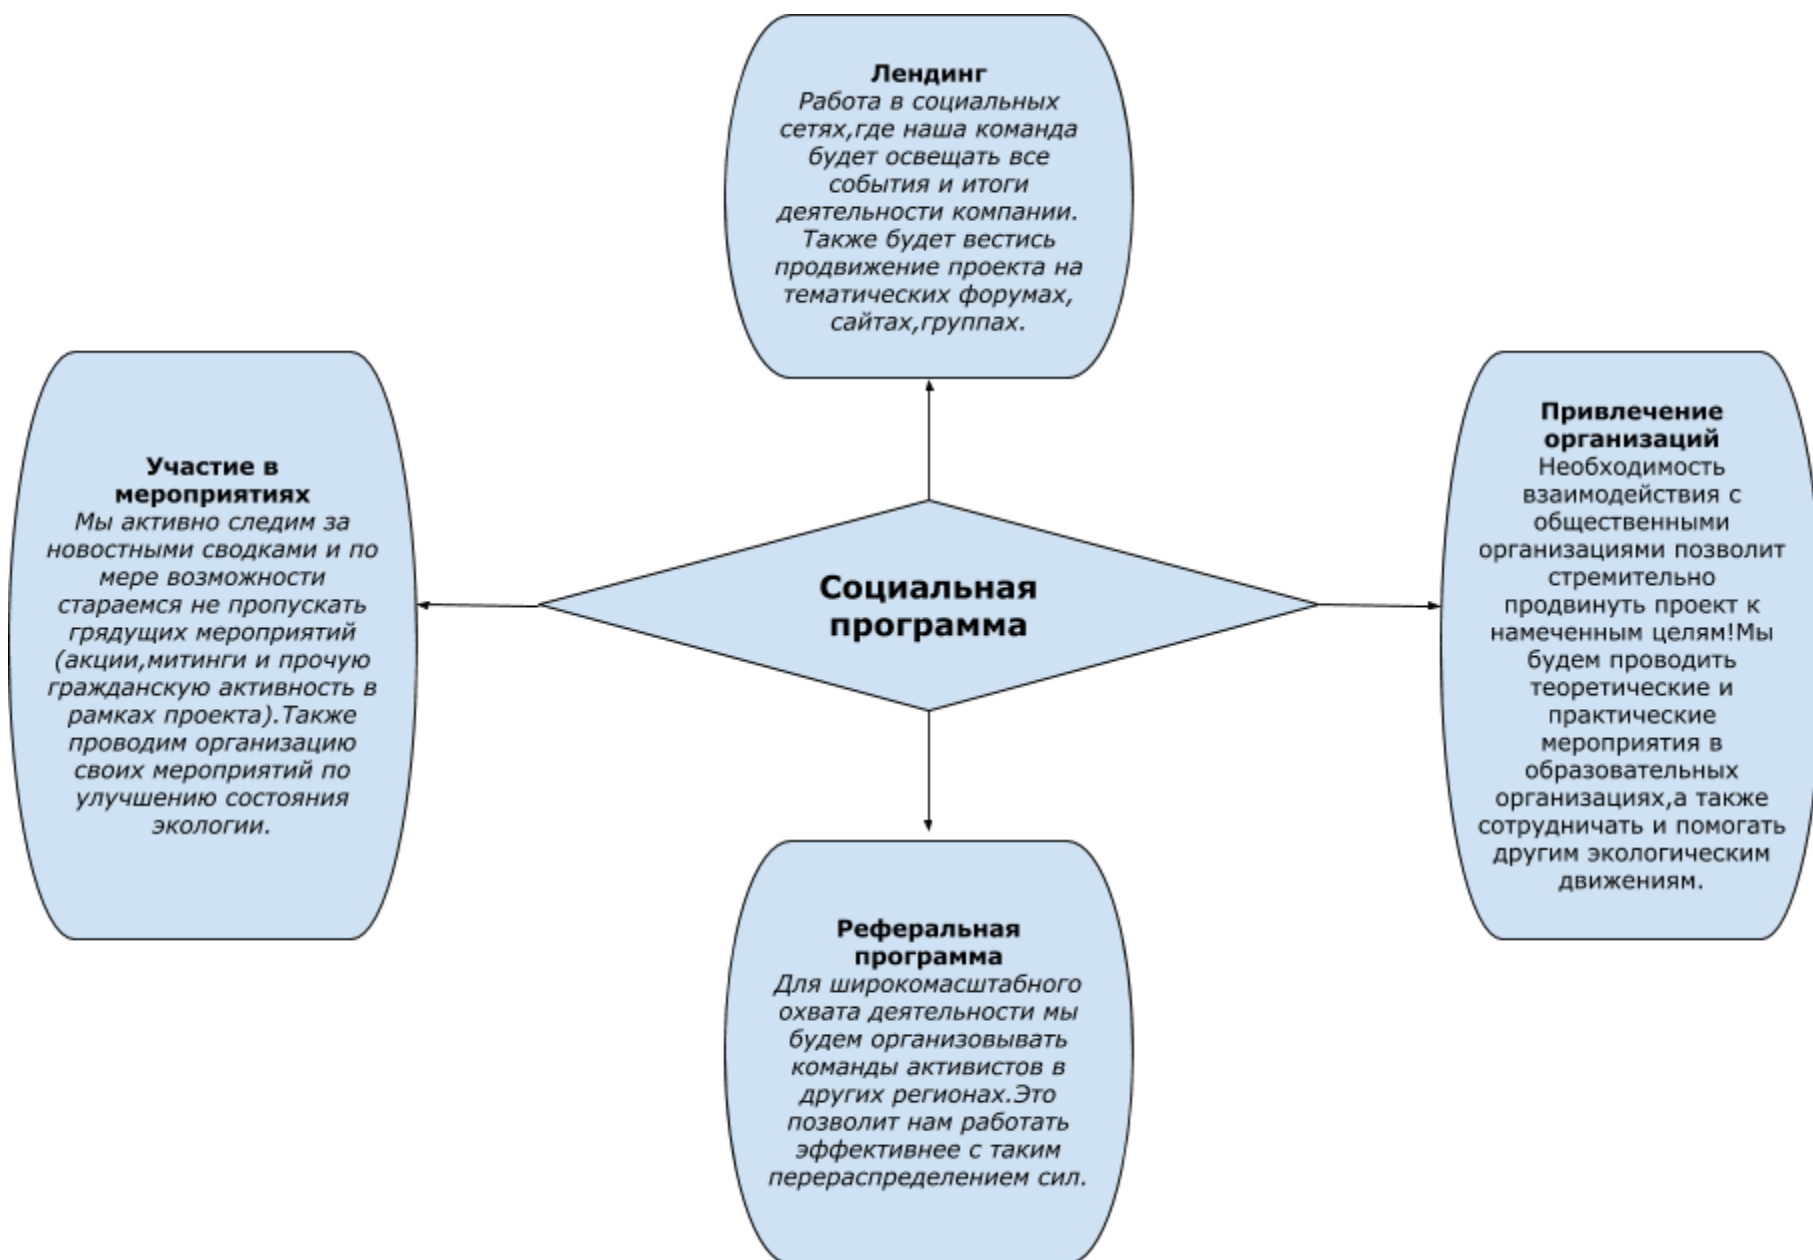 Лендинг
Работа в социальных
сетях,где наша команда
будет освещать все
события и итоги
деятельности компании.
Также будет вестись
продвижение проекта на
тематических форумах,
сайтах,группах.
Участие в
мероприятиях
Мы активно следим за
новостными сводками и по
мере возможности
стараемся не пропускать
грядущих мероприятий
(акции,митинги и прочую
гражданскую активность в
рамках проекта).Также
проводим организацию
своих мероприятий по
улучшению состояния
экологии.
Социальная
программа
Привлечение
организаций
Необходимость
взаимодействия с
общественными
организациями позволит
стремительно
продвинуть проект к
намеченным целям!Мы
будем проводить
теоретические и
практические
мероприятия в
образовательных
организациях,а также
сотрудничать и помогать
другим экологическим
движениям.
Реферальная
программа
Для широкомасштабного
охвата деятельности мы
будем организовывать
команды активистов в
других регионах.Это
позволит нам работать
эффективнее с таким
перераспределением сил.